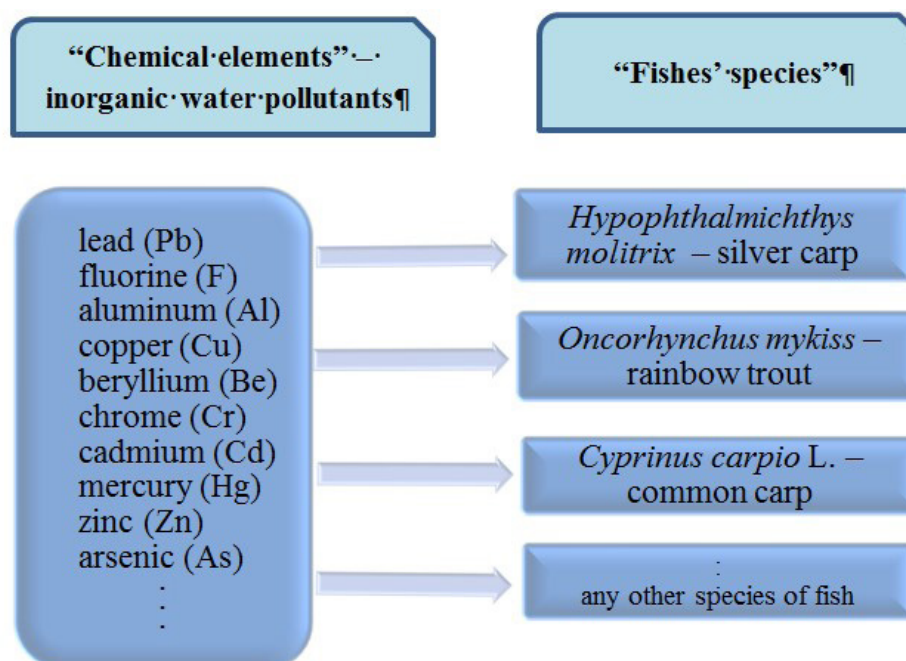 “Chemical·elements”·–·
inorganic·water·pollutants¶
“Fishes’·species”¶
lead (Pb)
fluorine (F)
aluminum (Al)
copper (Cu)
beryllium (Be)
chrome (Cr)
cadmium (Cd)
mercury (Hg)
zinc (Zn)
arsenic (As)
⋮
Hypophthalmichthys
molitrix – silver carp
Oncorhynchus mykiss –
rainbow trout
Cyprinus carpio L. –
common carp
⋮
any other species of fish